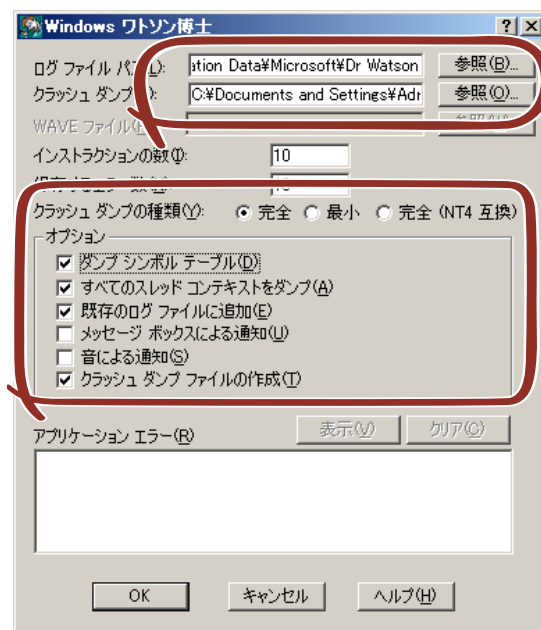 Windows ワトソン博士
ログ ファイル パス(L): ation Data¥Microsoft¥Dr Watson 参照(B)...
クラッシュ ダンプ C:¥Documents and Settings¥Adr 参照(O)...
WAVE ファイル
インストラクションの数(I): 10
クラッシュ ダンプの種類(Y): 完全 最小 完全 (NT4 互換)
オプション
ダンプ シンボル テーブル(D)
すべてのスレッド コンテキストをダンプ(A)
既存のログ ファイルに追加(E)
メッセージ ボックスによる通知(U)
音による通知(S)
クラッシュ ダンプ ファイルの作成(T)
アプリケーション エラー(R) 表示(V) クリア(C)
OK キャンセル ヘルプ(H)